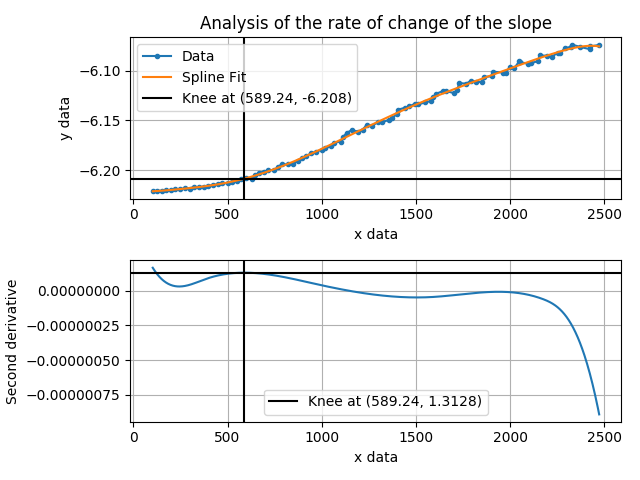 Analysis of the rate of change of the slope
Data
Spline Fit
Knee at (589.24, -6.208)
y data
−6.10
−6.15
−6.20
0 500 1000 1500 2000 2500
x data
Second derivative
0.00000000
−0.00000025
−0.00000050
−0.00000075
Knee at (589.24, 1.3128)
0 500 1000 1500 2000 2500
x data